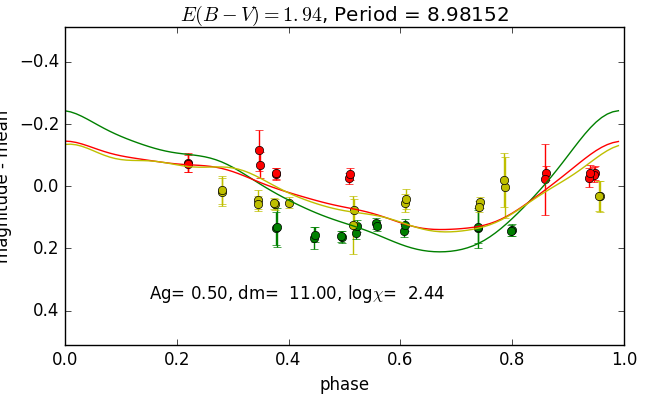 E(B − V) = 1.94, Period = 8.98152
magnitude - mean
−0.4
−0.2
0.0
0.2
0.4
Ag= 0.50, dm=  11.00, logχ=  2.44
0.0 0.2 0.4 0.6 0.8 1.0
phase